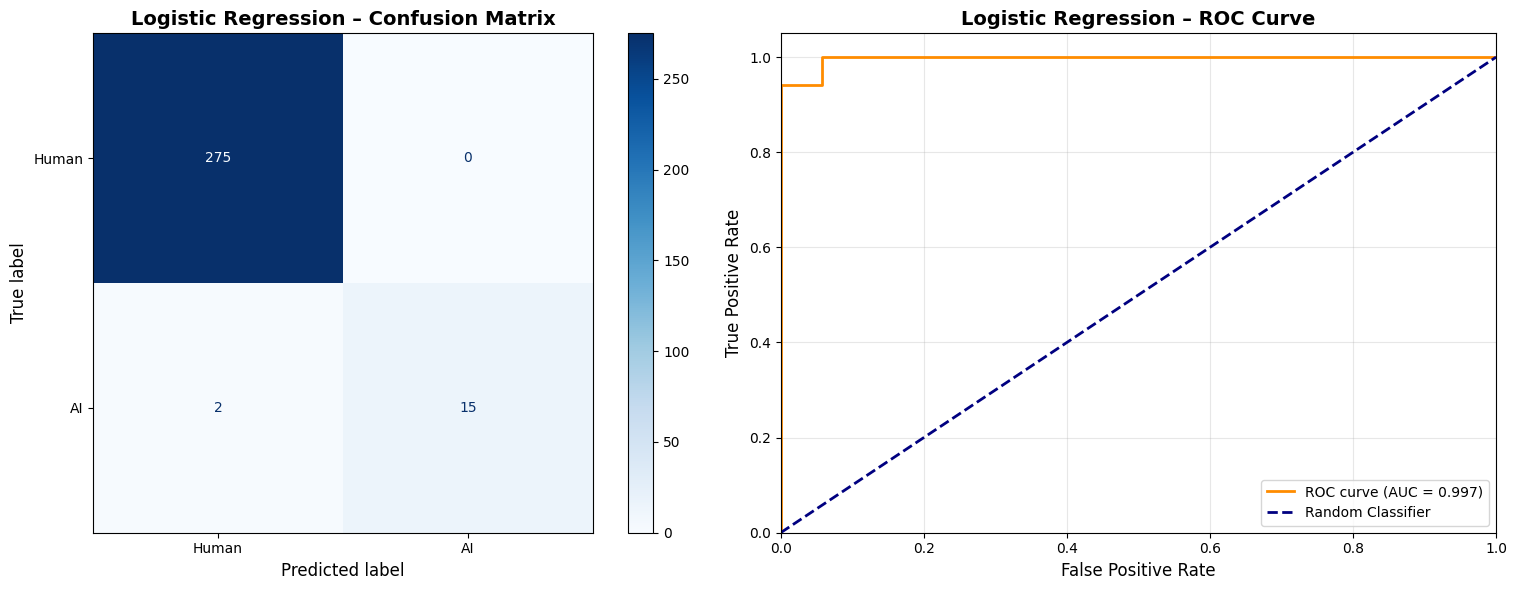 Logistic Regression – Confusion Matrix
True label
Human
AI
275
0
2
15
Human
AI
Predicted label
250
200
150
100
50
0
Logistic Regression – ROC Curve
True Positive Rate
1.0
0.8
0.6
0.4
0.2
0.0
0.0
0.2
0.4
0.6
0.8
1.0
False Positive Rate
ROC curve (AUC = 0.997)
Random Classifier